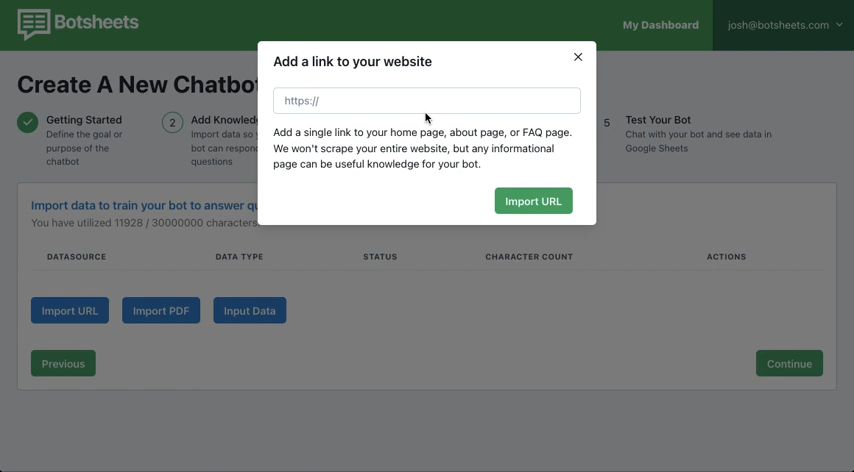 Botsheets
My Dashboard
josh@botsheets.com
Add a link to your website
https://
Add a single link to your home page, about page, or FAQ page.
We won't scrape your entire website, but any informational
page can be useful knowledge for your bot.
Import URL
Create A New Chatbot
Getting Started
Define the goal or
purpose of the
chatbot
2
Import data so
bot can
questions
5
Test Your Bot
Chat with your bot and see data in
Google Sheets
Import data to train your bot to answer
You have utilized 11928 / 30000000 characters
DATASOURCE
DATA TYPE
STATUS
CHARACTER COUNT
ACTIONS
Import URL
Import PDF
Input Data
Previous
Continue